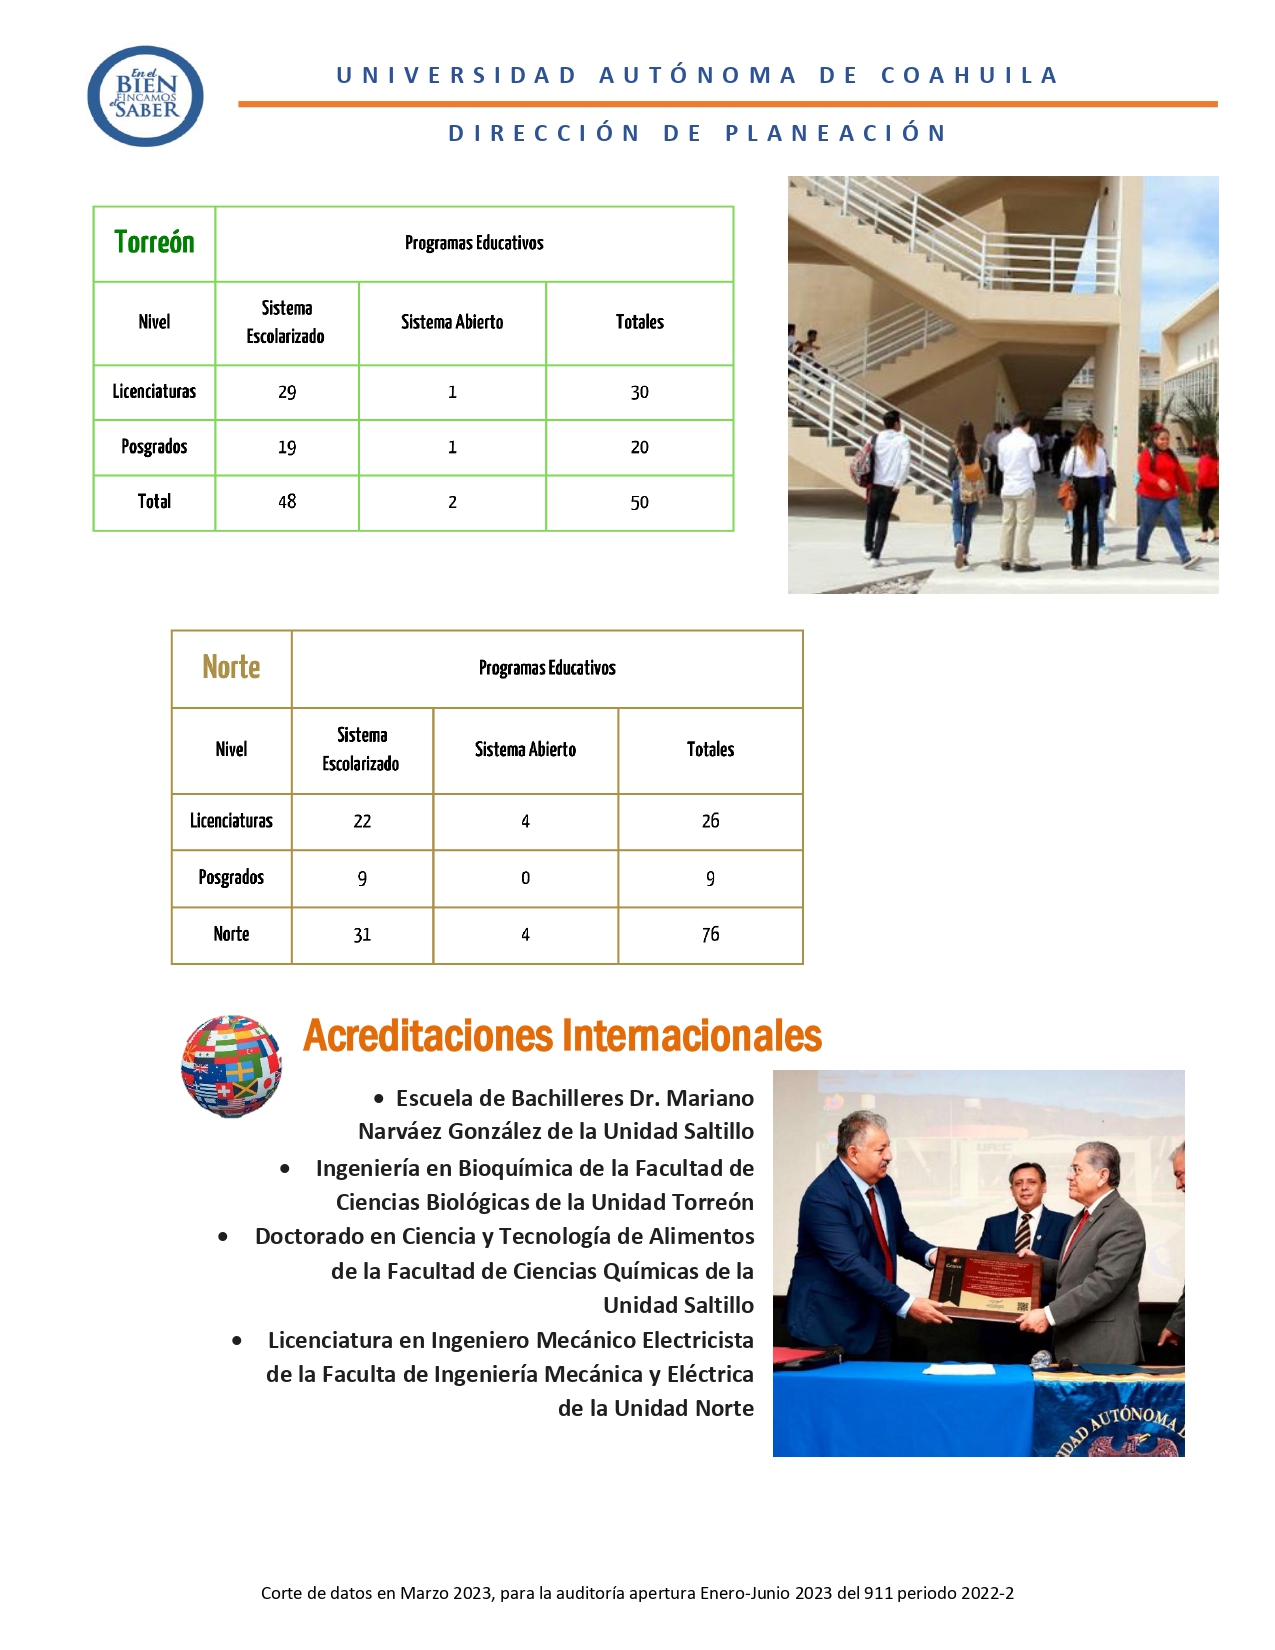 En el
BIEN
FINCAMOS
el SABER
UNIVERSIDAD AUTÓNOMA DE COAHUILA
DIRECCIÓN DE PLANEACIÓN
Torreón Programas Educativos
Nivel Sistema Escolarizado Sistema Abierto Totales
Licenciaturas 29 1 30
Posgrados 19 1 20
Total 48 2 50
Norte Programas Educativos
Nivel Sistema Escolarizado Sistema Abierto Totales
Licenciaturas 22 4 26
Posgrados 9 0 9
Norte 31 4 76
Acreditaciones Internacionales
• Escuela de Bachilleres Dr. Mariano
Narváez González de la Unidad Saltillo
• Ingeniería en Bioquímica de la Facultad de
Ciencias Biológicas de la Unidad Torreón
• Doctorado en Ciencia y Tecnología de Alimentos
de la Facultad de Ciencias Químicas de la
Unidad Saltillo
• Licenciatura en Ingeniero Mecánico Electricista
de la Faculta de Ingeniería Mecánica y Eléctrica
de la Unidad Norte
UAdeC
IDAD AUTÓNOMA D
Corte de datos en Marzo 2023, para la auditoría apertura Enero-Junio 2023 del 911 periodo 2022-2